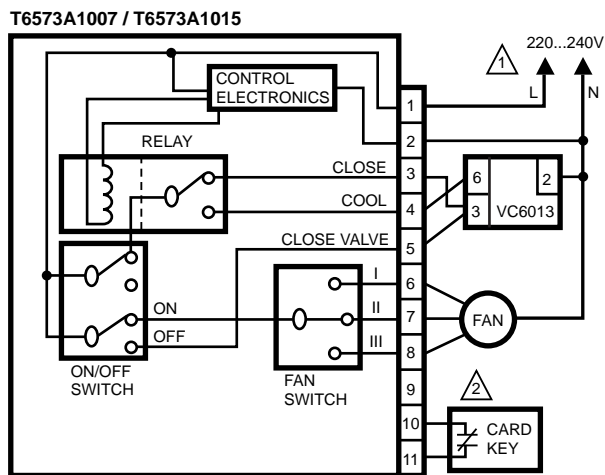 T6573A1007 / T6573A1015
220...240V
1
L
N
CONTROL
ELECTRONICS
RELAY
CLOSE
COOL
CLOSE VALVE
1
2
3
4
5
6
7
8
9
10
11
6
2
3
VC6013
I
II
III
ON
OFF
FAN
ON/OFF
SWITCH
FAN
SWITCH
2
CARD
KEY